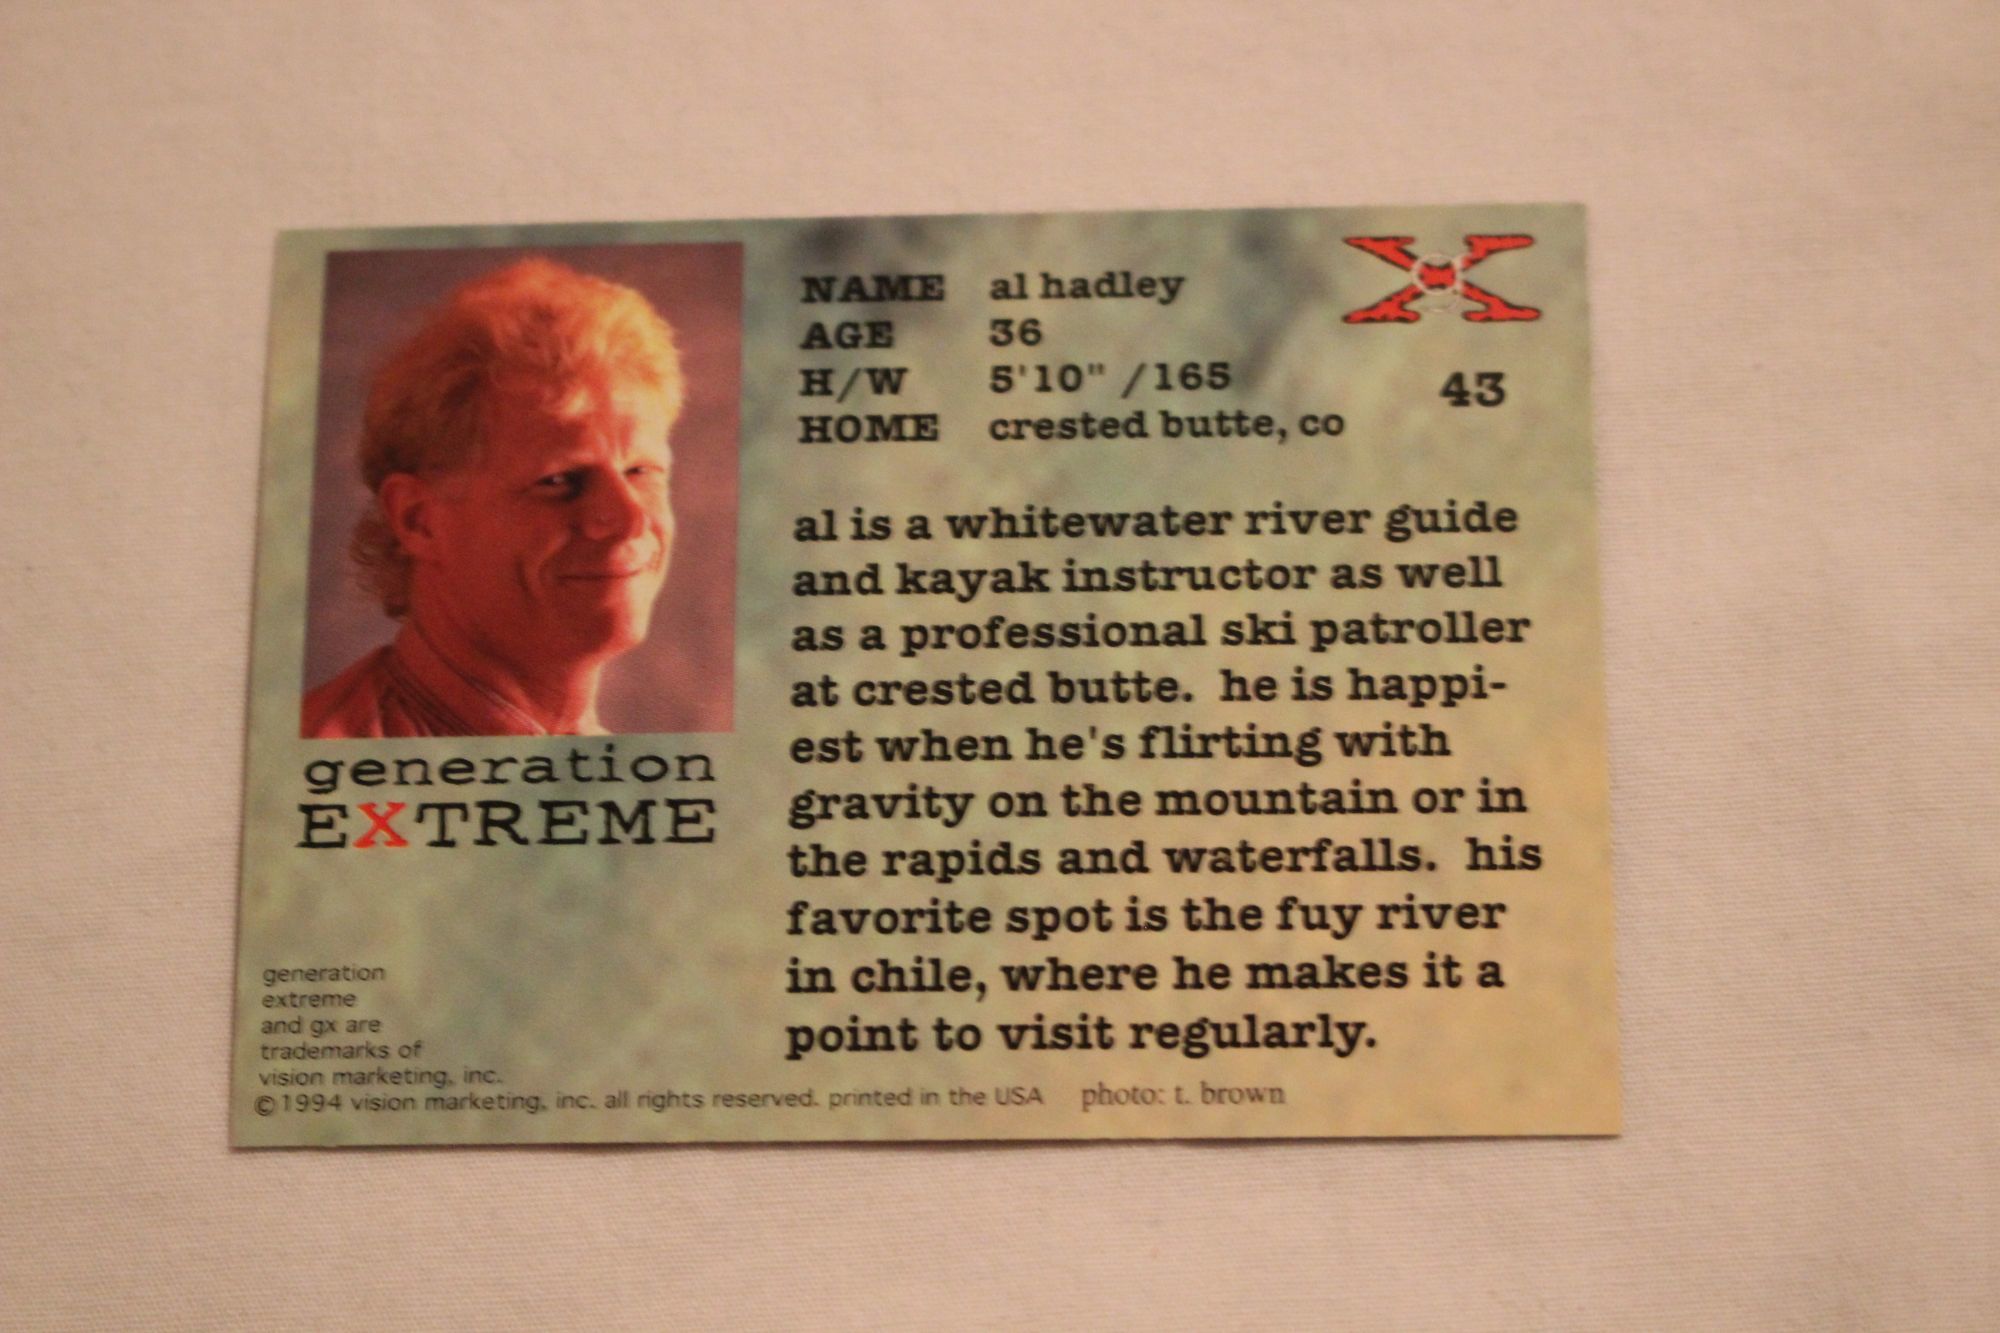 NAME al hadley
AGE 36
H/W 5'10" /165
HOME crested butte, co
X
43
al is a whitewater river guide
and kayak instructor as well
as a professional ski patroller
at crested butte. he is happi-
est when he's flirting with
gravity on the mountain or in
the rapids and waterfalls. his
favorite spot is the fuy river
in chile, where he makes it a
point to visit regularly.
generation
EXTREME
generation
extreme
and gx are
trademarks of
vision marketing, inc.
©1994 vision marketing, inc. all rights reserved. printed in the USA photo: t. brown